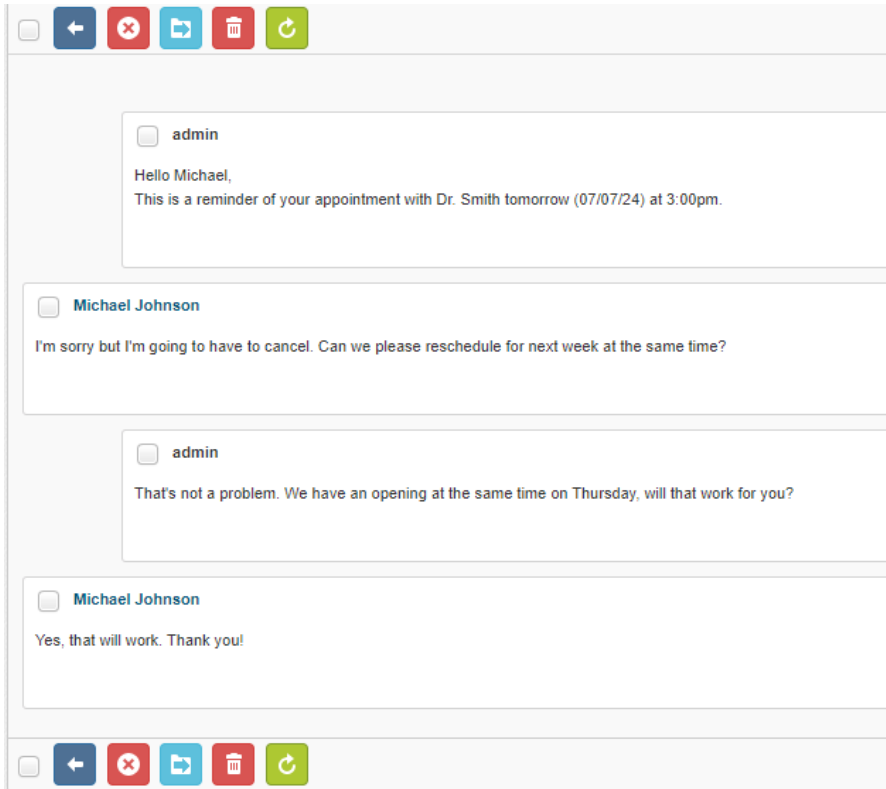 admin
Hello Michael,
This is a reminder of your appointment with Dr. Smith tomorrow (07/07/24) at 3:00pm.
Michael Johnson
I'm sorry but I'm going to have to cancel. Can we please reschedule for next week at the same time?
admin
That's not a problem. We have an opening at the same time on Thursday, will that work for you?
Michael Johnson
Yes, that will work. Thank you!